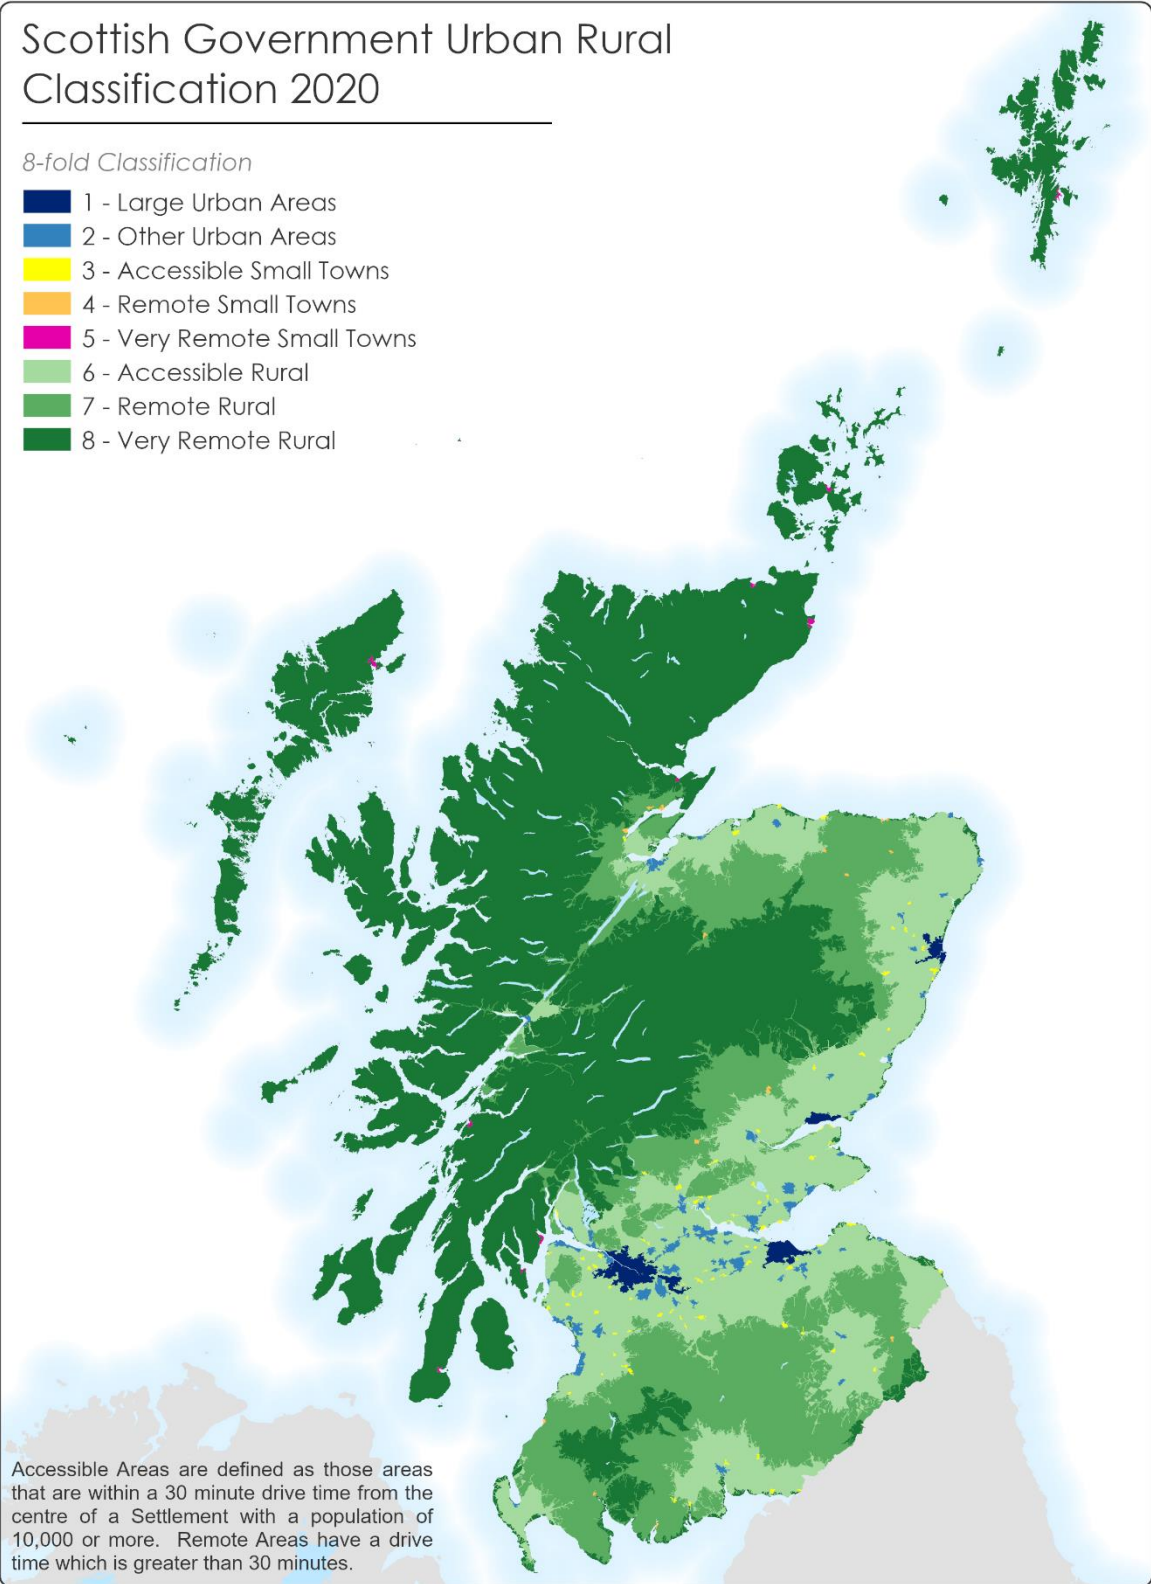 Scottish Government Urban Rural
Classification 2020
8-fold Classification
1 - Large Urban Areas
2 - Other Urban Areas
3 - Accessible Small Towns
4 - Remote Small Towns
5 - Very Remote Small Towns
6 - Accessible Rural
7 - Remote Rural
8 - Very Remote Rural
Accessible Areas are defined as those areas
that are within a 30 minute drive time from the
centre of a Settlement with a population of
10,000 or more. Remote Areas have a drive
time which is greater than 30 minutes.